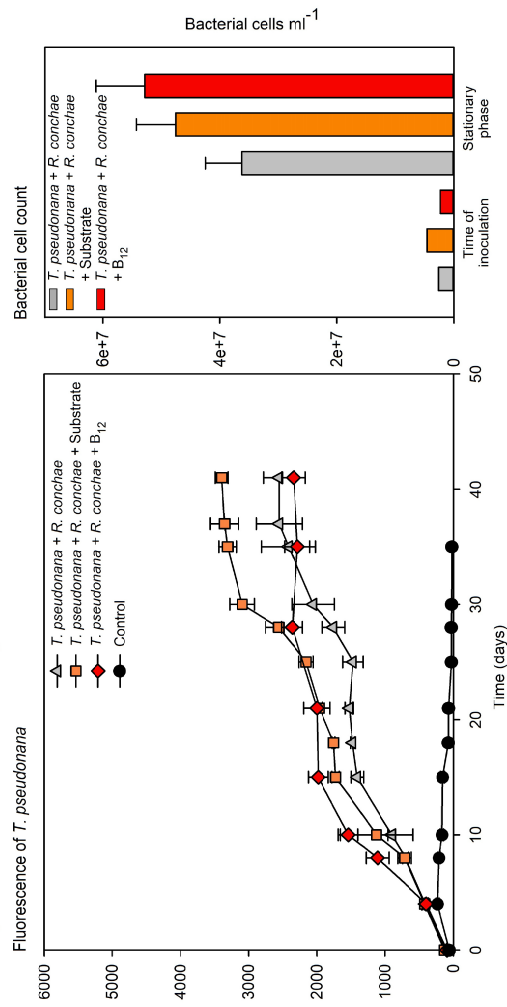 Fluorescence of T. pseudonana
T. pseudonana + R. conchae
T. pseudonana + R. conchae + Substrate
T. pseudonana + R. conchae + B12
Control
6000
5000
4000
3000
2000
1000
0
0
10
20
30
40
50
Time (days)
Bacterial cell count
T. pseudonana + R. conchae
T. pseudonana + R. conchae
+ Substrate
T. pseudonana + R. conchae
+ B12
6e+7
4e+7
2e+7
0
Time of
inoculation
Stationary
phase
Bacterial cells ml-1